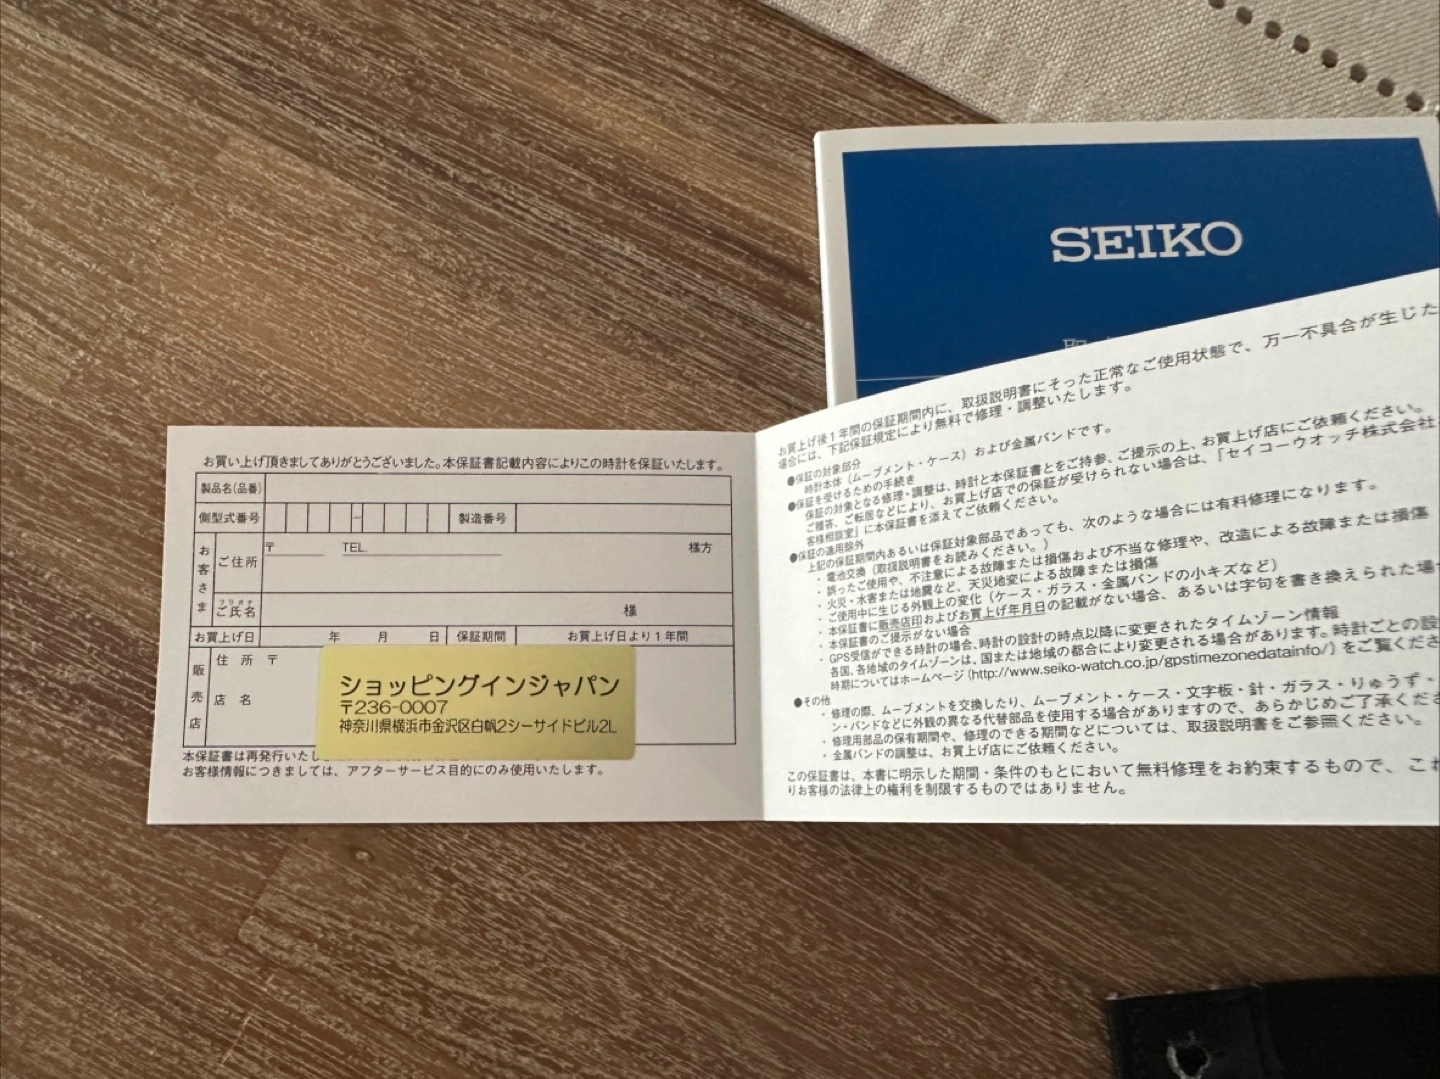 SEIKO
お買い上げ頂きましてありがとうございました。本保証書記載内容によりこの時計を保証いたします。
製品名(品番)
側型式番号 － 製造番号
お客さま
ご住所 〒 TEL. 様方
フリガナ
ご氏名 様
お買上げ日 年 月 日 保証期間 お買上げ日より1年間
販売店
住所 〒
店名
ショッピングインジャパン
〒236-0007
神奈川県横浜市金沢区白帆2シーサイドビル2L
本保証書は再発行いたし
お客様情報につきましては、アフターサービス目的にのみ使用いたします。
お買上げ後1年間の保証期間内に、取扱説明書にそった正常なご使用状態で、万一不具合が生じた
場合には、下記保証規定により無料で修理・調整いたします。
●保証の対象部分
時計本体（ムーブメント・ケース）および金属バンドです。
●保証を受けるための手続き
保証の対象となる修理・調整は、時計と本保証書とをご持参、ご提示の上、お買上げ店にご依頼ください。
ご贈答、ご転居などにより、お買上げ店での保証が受けられない場合は、「セイコーウオッチ株式会社
客様相談室」に本保証書を添えてご依頼ください。
●保証の適用除外
上記の保証期間内あるいは保証対象部品であっても、次のような場合には有料修理になります。
・電池交換（取扱説明書をお読みください。）
・誤ったご使用や、不注意による故障または損傷および不当な修理や、改造による故障または損傷
・火災・水害または地震など、天災地変による故障または損傷
・ご使用中に生じる外観上の変化（ケース・ガラス・金属バンドの小キズなど）
・本保証書に販売店印およびお買上げ年月日の記載がない場合、あるいは字句を書き換えられた場
・本保証書のご提示がない場合
・GPS受信ができる時計の場合、時計の設計の時点以降に変更されたタイムゾーン情報
各国、各地域のタイムゾーンは、国または地域の都合により変更される場合があります。時計ごとの設
時期についてはホームページ（http://www.seiko-watch.co.jp/gpstimezonedatainfo/）をご覧くださ
●その他
・修理の際、ムーブメントを交換したり、ムーブメント・ケース・文字板・針・ガラス・りゅうず・
ン・バンドなどに外観の異なる代替部品を使用する場合がありますので、あらかじめご了承くだ
・修理用部品の保有期間や、修理のできる期間などについては、取扱説明書をご参照ください。
・金属バンドの調整は、お買上げ店にご依頼ください。
この保証書は、本書に明示した期間・条件のもとにおいて無料修理をお約束するもので、これ
りお客様の法律上の権利を制限するものではありません。